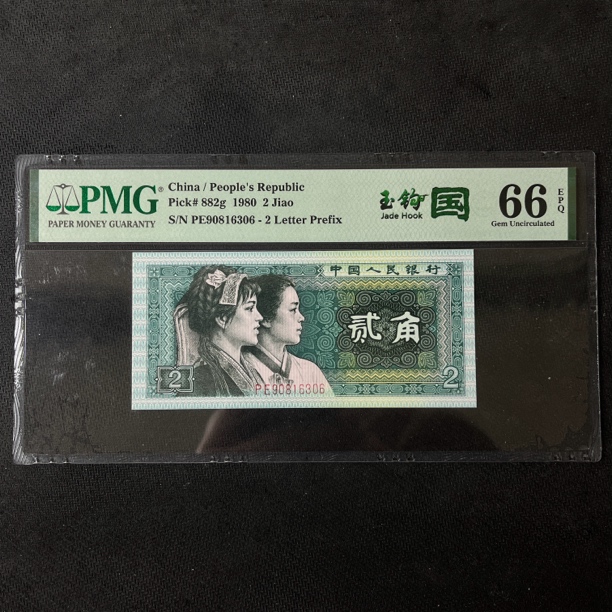 PMG®
PAPER MONEY GUARANTY
China / People's Republic
Pick# 882g 1980 2 Jiao
S/N PE90816306 - 2 Letter Prefix
玉钩国
Jade Hook
66 EPQ
Gem Uncirculated
中国人民银行
贰角
PE90816306
2
2